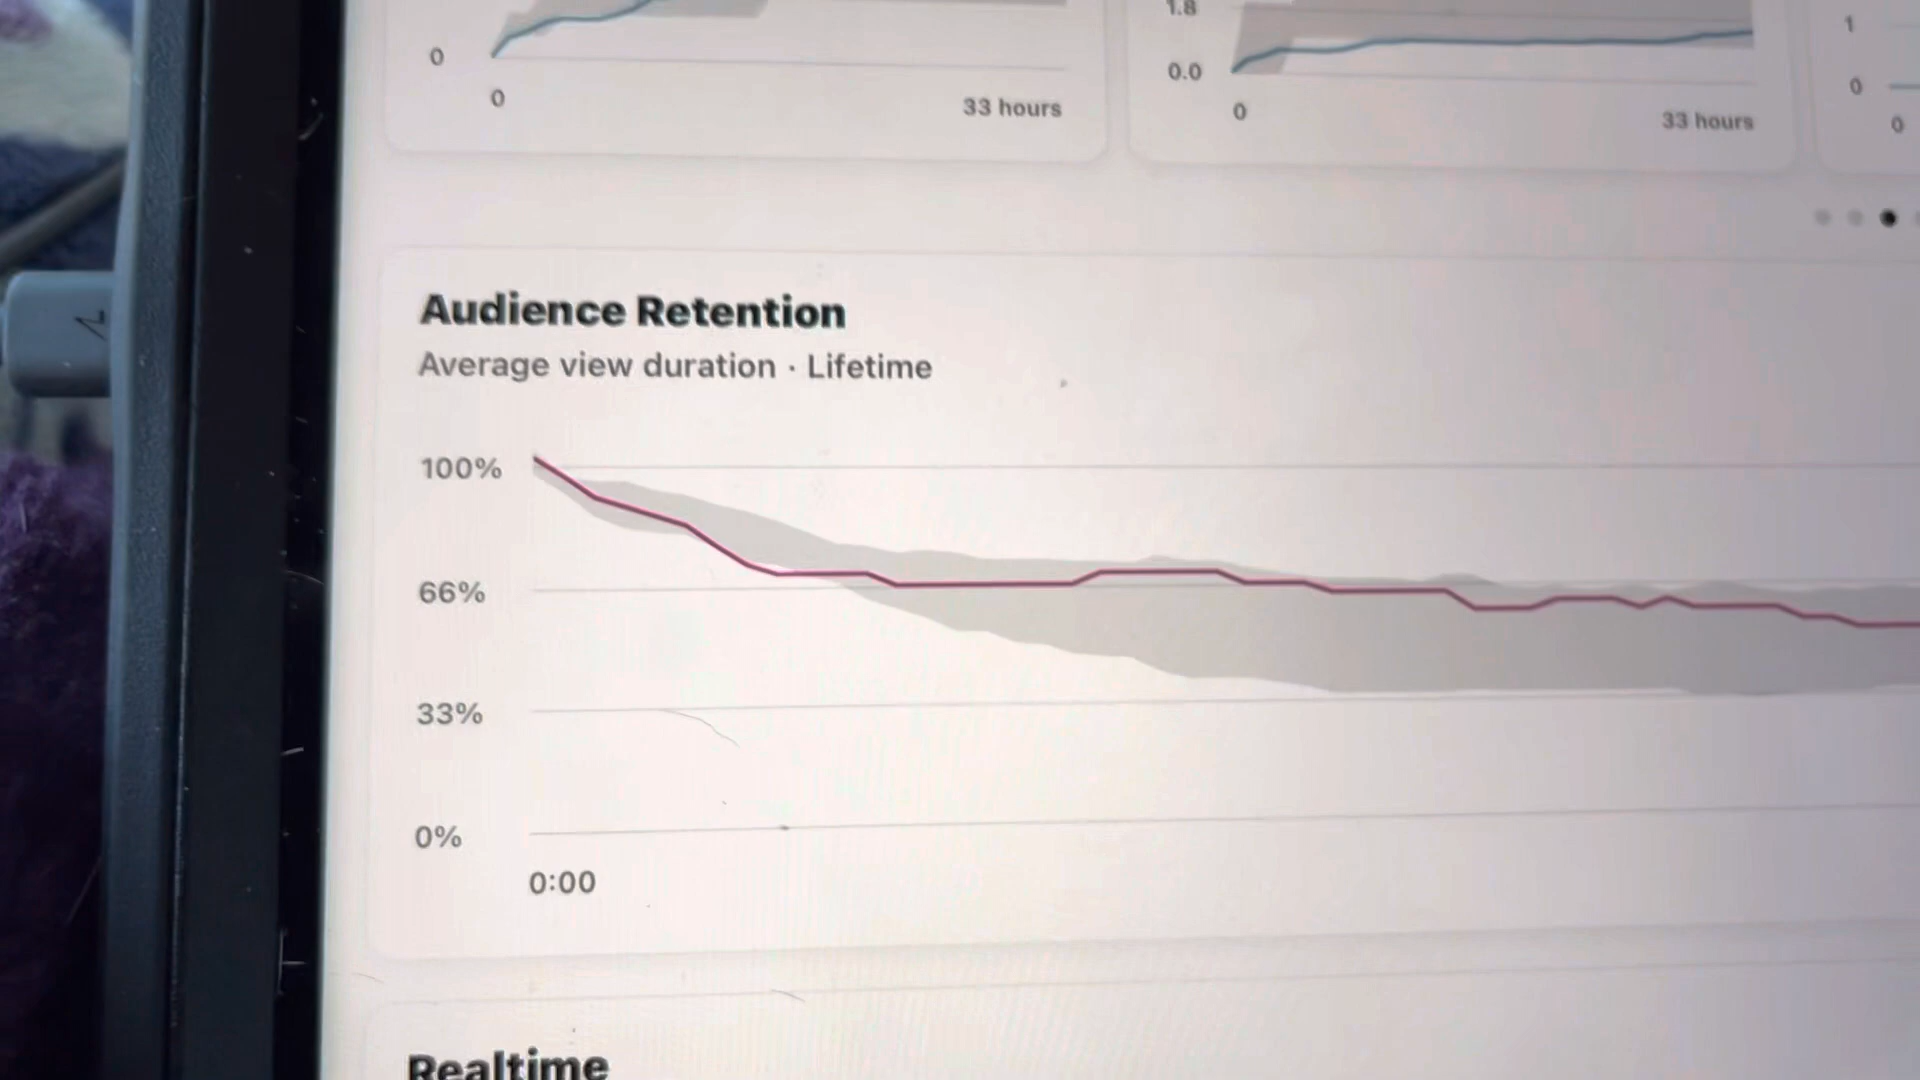 1.8
1
0
0.0
0
0
33 hours
0
33 hours
0
Audience Retention
Average view duration · Lifetime
100%
66%
33%
0%
0:00
Realtime